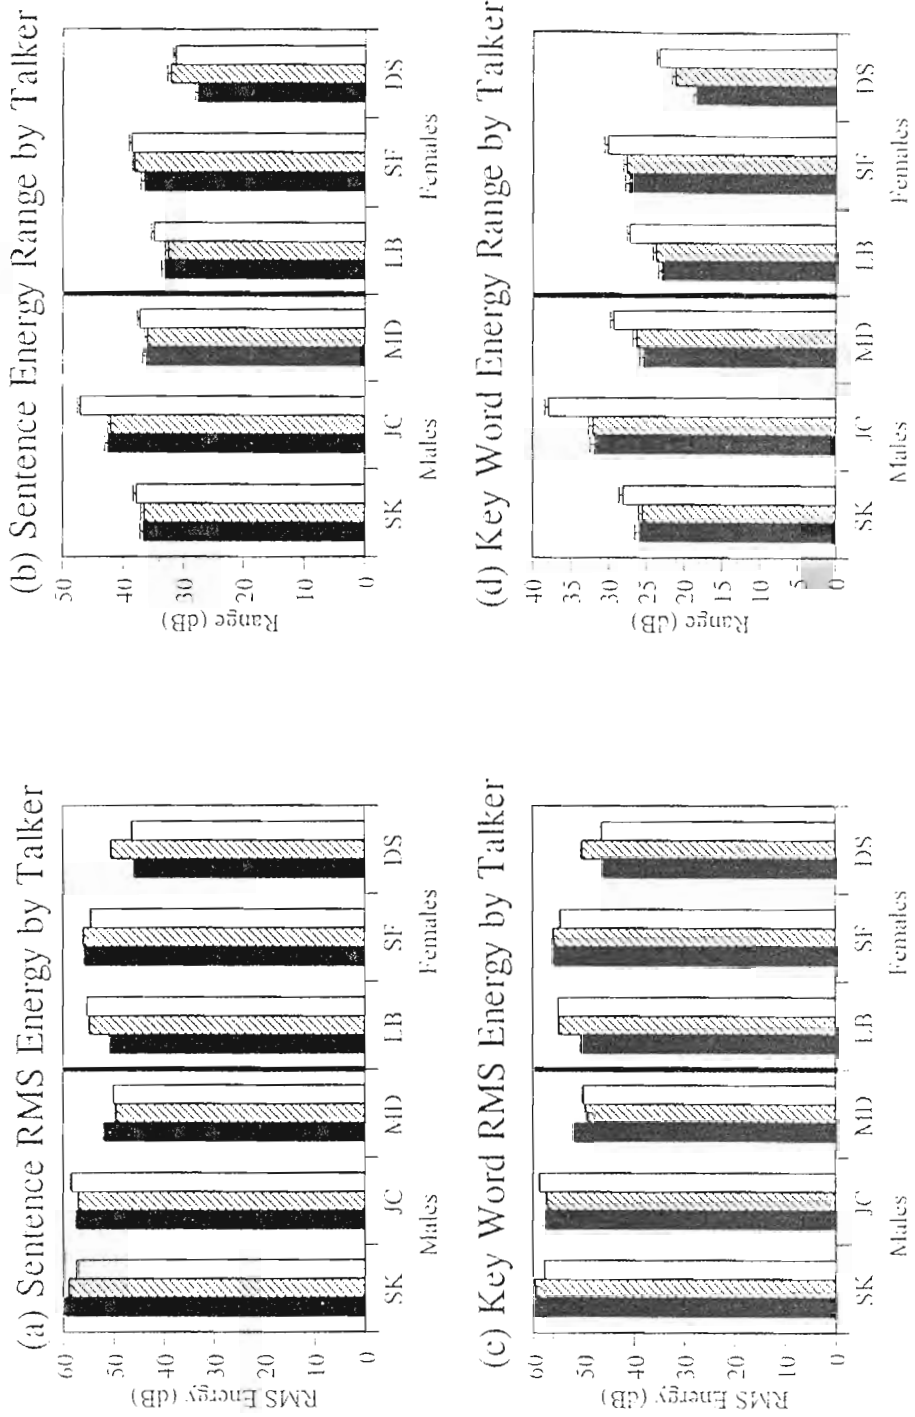 (a) Sentence RMS Energy by Talker
RMS Energy (dB)
60
50
40
30
20
10
0
SK JC MD LB SF DS
Males Females
(b) Sentence Energy Range by Talker
Range (dB)
50
40
30
20
10
0
SK JC MD LB SF DS
Males Females
(c) Key Word RMS Energy by Talker
RMS Energy (dB)
60
50
40
30
20
10
0
SK JC MD LB SF DS
Males Females
(d) Key Word Energy Range by Talker
Range (dB)
40
35
30
25
20
15
10
5
0
SK JC MD LB SF DS
Males Females